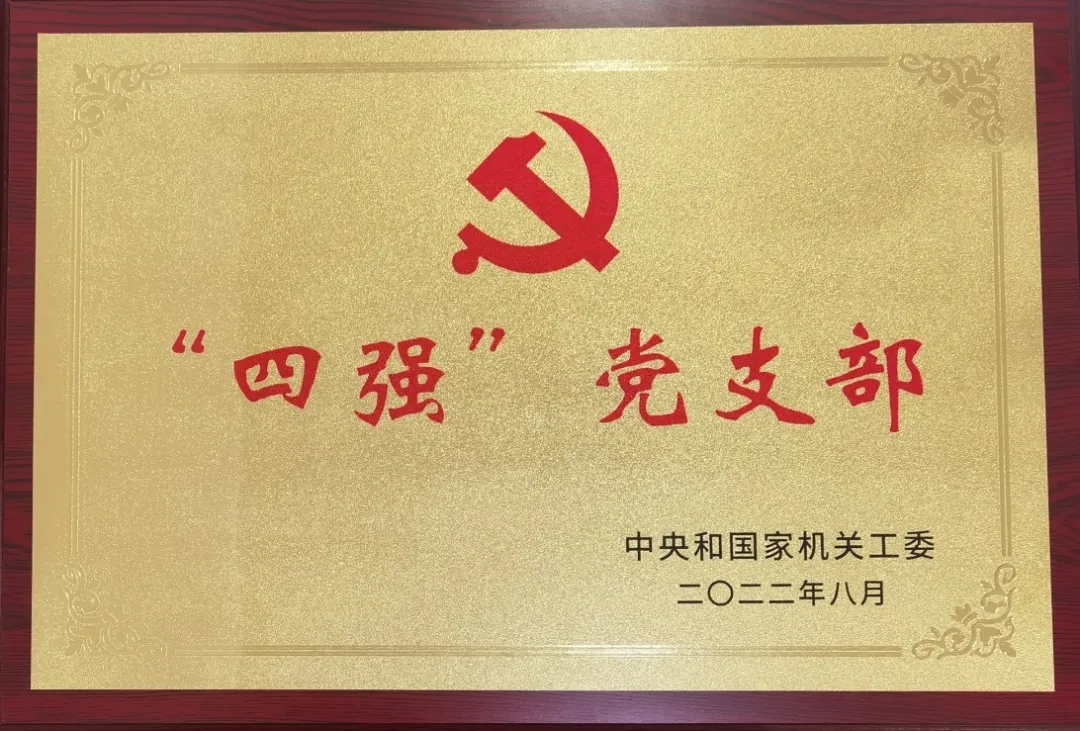 “四强”党支部
中央和国家机关工委
二〇二二年八月